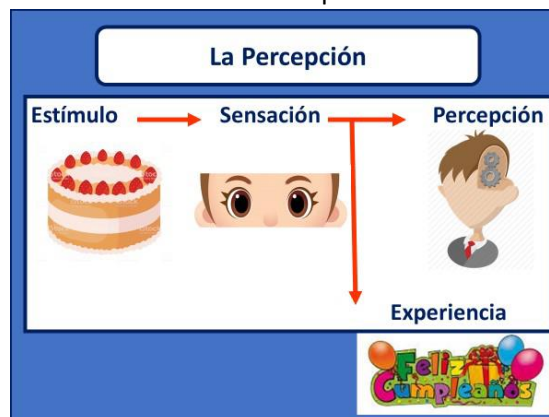 La Percepción
Estímulo
Sensación
Percepción
Experiencia
Feliz
Cumpleaños